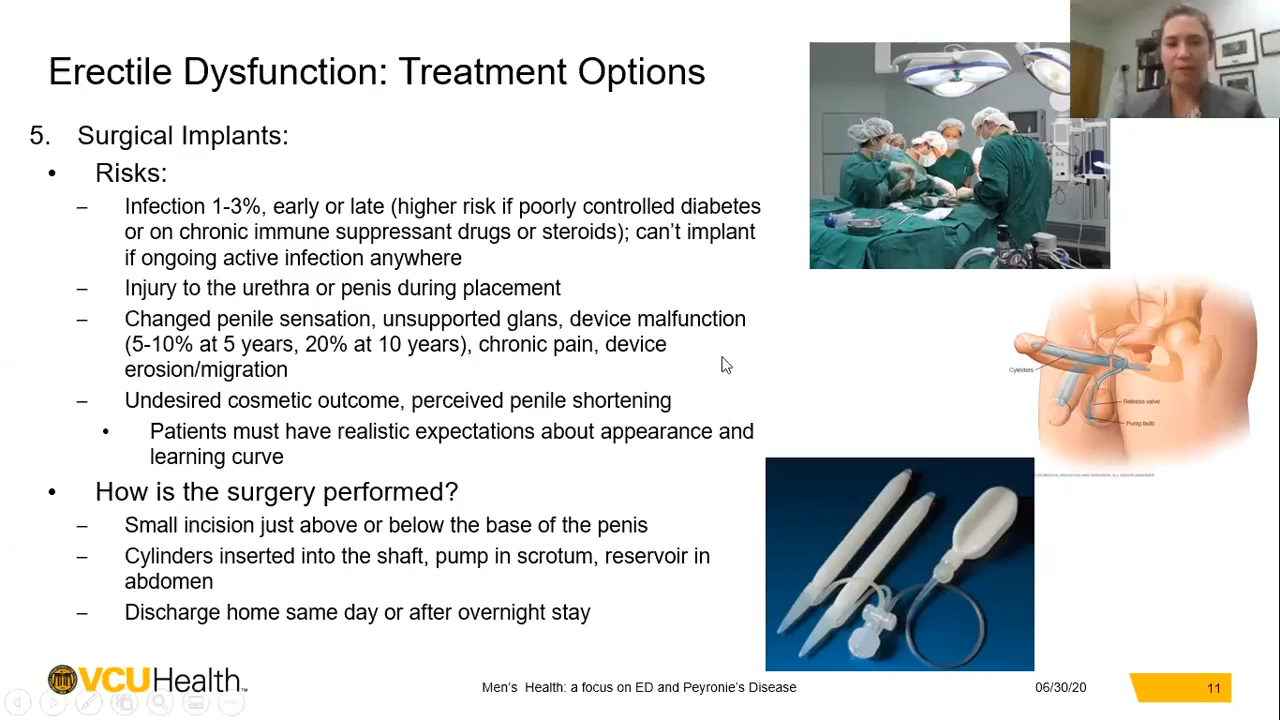 Erectile Dysfunction: Treatment Options
5. Surgical Implants:
• Risks:
– Infection 1-3%, early or late (higher risk if poorly controlled diabetes
or on chronic immune suppressant drugs or steroids); can't implant
if ongoing active infection anywhere
– Injury to the urethra or penis during placement
– Changed penile sensation, unsupported glans, device malfunction
(5-10% at 5 years, 20% at 10 years), chronic pain, device
erosion/migration
– Undesired cosmetic outcome, perceived penile shortening
• Patients must have realistic expectations about appearance and
learning curve
• How is the surgery performed?
– Small incision just above or below the base of the penis
– Cylinders inserted into the shaft, pump in scrotum, reservoir in
abdomen
– Discharge home same day or after overnight stay
Cylinders
Release valve
Pump bulb
VCUHealth™
Men's Health: a focus on ED and Peyronie's Disease
06/30/20
11